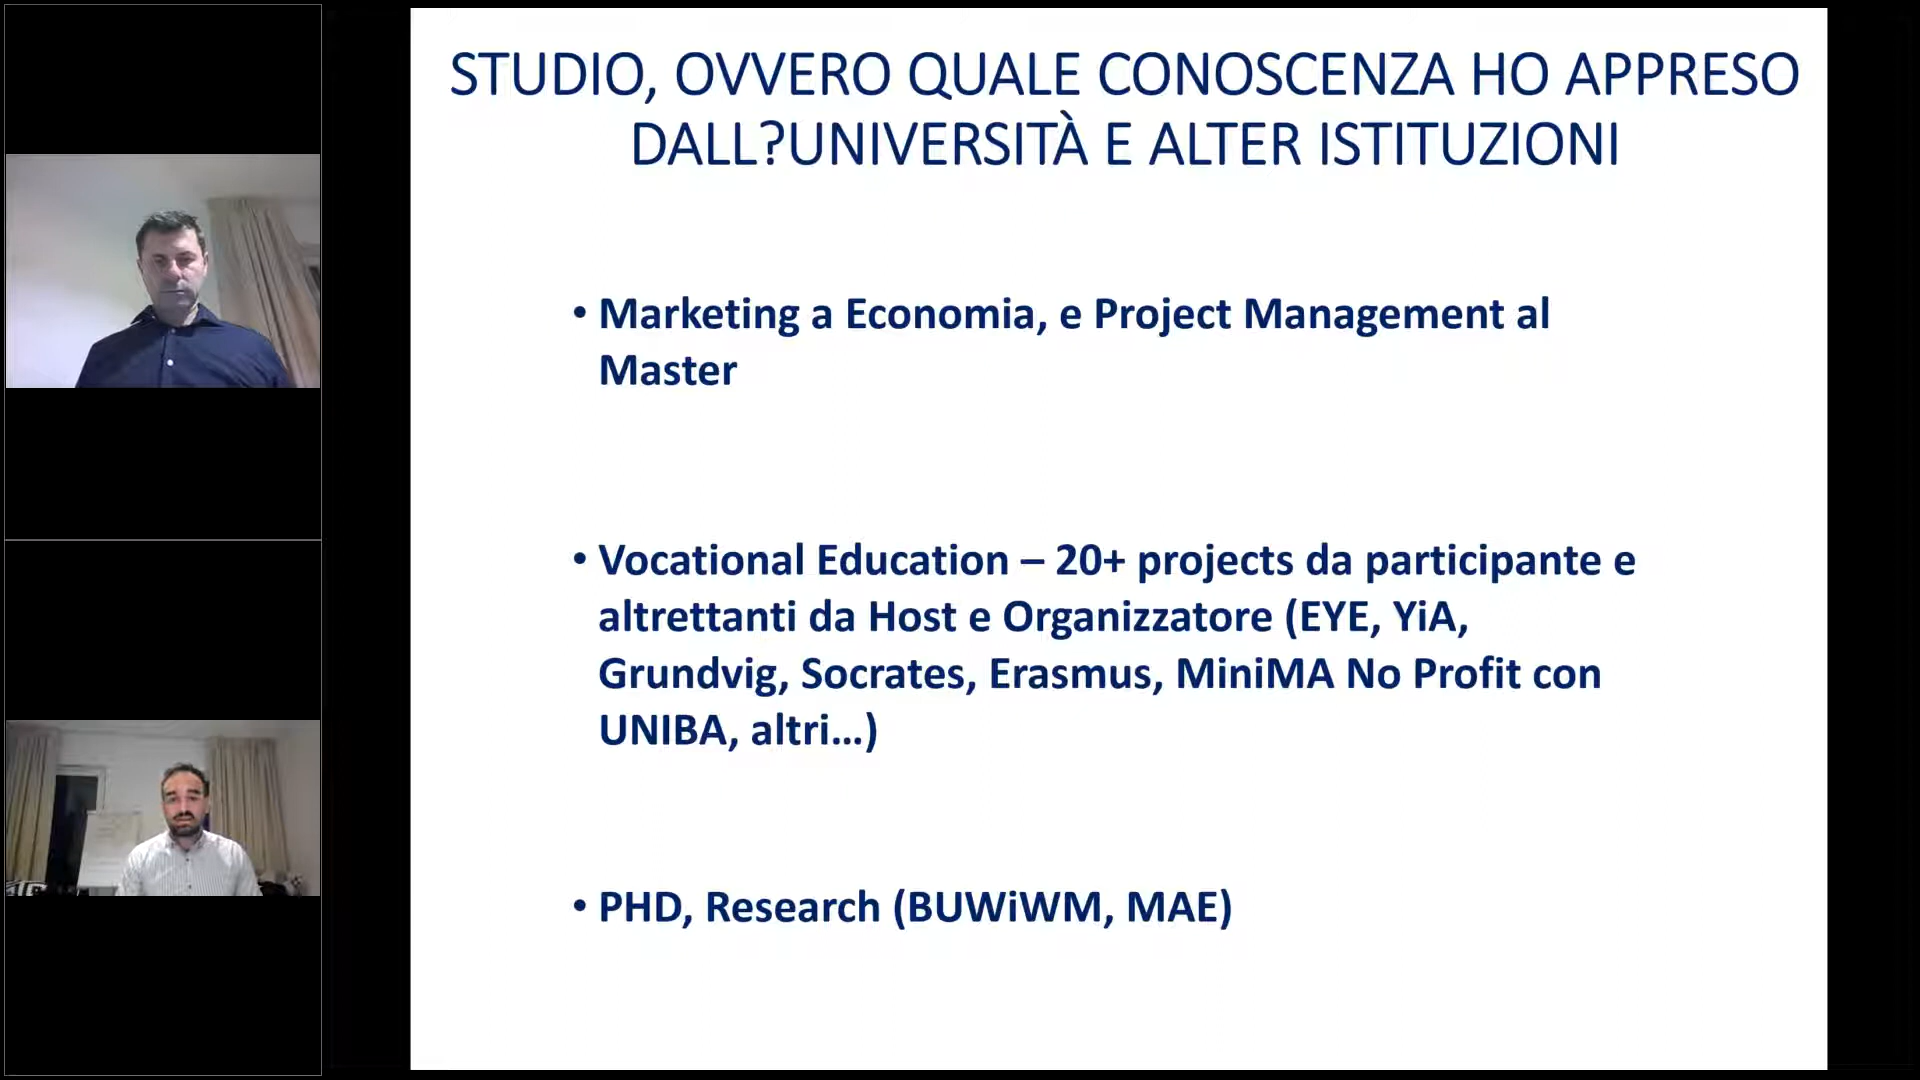 STUDIO, OVVERO QUALE CONOSCENZA HO APPRESO
DALL?UNIVERSITÀ E ALTER ISTITUZIONI
• Marketing a Economia, e Project Management al
Master
• Vocational Education – 20+ projects da participante e
altrettanti da Host e Organizzatore (EYE, YiA,
Grundvig, Socrates, Erasmus, MiniMA No Profit con
UNIBA, altri…)
• PHD, Research (BUWiWM, MAE)